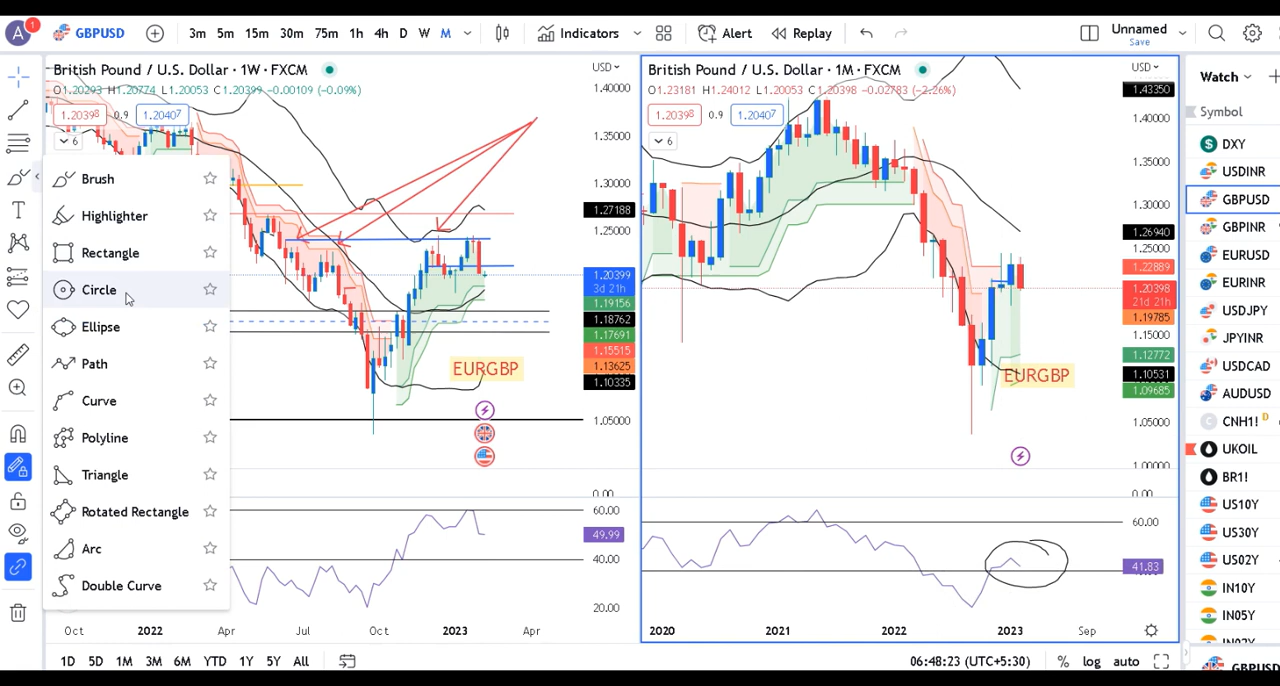 A 1 GBPUSD 3m 5m 15m 30m 75m 1h 4h D W M Indicators Alert Replay Unnamed Save
British Pound / U.S. Dollar · 1W · FXCM
USD
O1.20293 H1.20774 L1.20053 C1.20399 -0.00109 (-0.09%)
1.20398 0.9 1.20407
6
1.40000
1.35000
1.30000
1.27188
1.25000
1.20399
3d 21h
1.19156
1.18762
1.17691
1.15515
1.13625
1.10335
1.05000
0.00
60.00
49.99
40.00
20.00
EURGBP
Brush
Highlighter
Rectangle
Circle
Ellipse
Path
Curve
Polyline
Triangle
Rotated Rectangle
Arc
Double Curve
Oct 2022 Apr Jul Oct 2023 Apr
British Pound / U.S. Dollar · 1M · FXCM
USD
O1.23181 H1.24012 L1.20053 C1.20398 -0.02783 (-2.26%)
1.20398 0.9 1.20407
6
1.43350
1.40000
1.35000
1.30000
1.26940
1.25000
1.22889
1.20398
21d 21h
1.19785
1.15000
1.12772
1.10531
1.09685
1.05000
1.00000
0.00
60.00
41.83
EURGBP
2020 2021 2022 2023 Sep
Watch
Symbol
DXY
USDINR
GBPUSD
GBPINR
EURUSD
EURINR
USDJPY
JPYINR
USDCAD
AUDUSD
CNH1! D
UKOIL
BR1!
US10Y
US30Y
US02Y
IN10Y
IN05Y
GBPUSD
1D 5D 1M 3M 6M YTD 1Y 5Y All 06:48:23 (UTC+5:30) % log auto